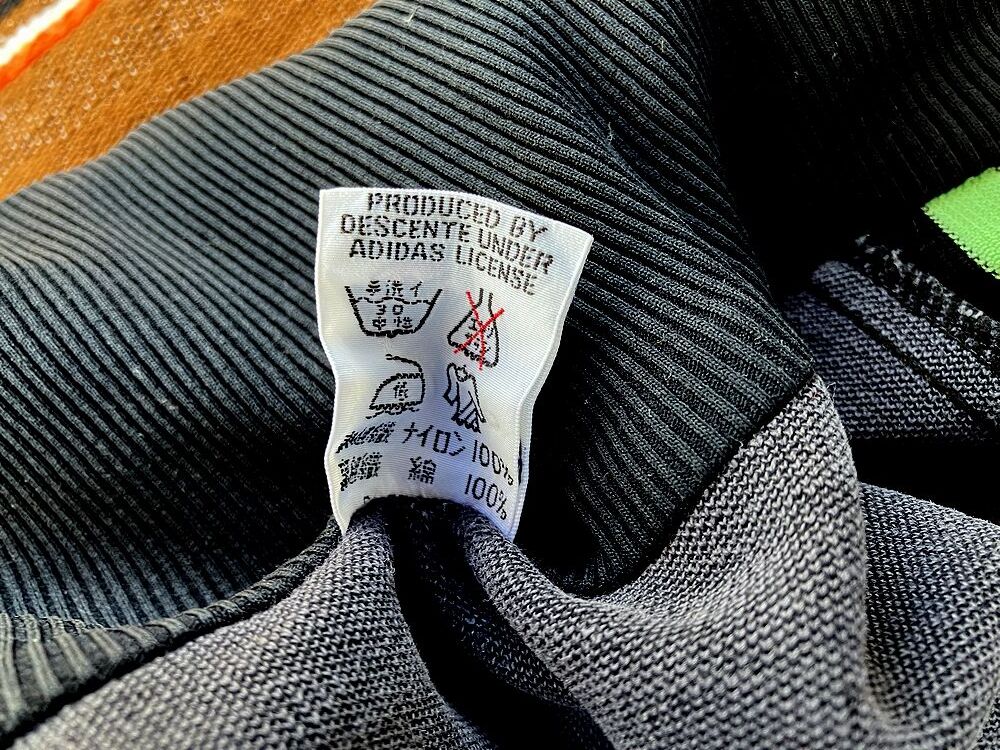 PRODUCED BY
DESCENTE UNDER
ADIDAS LICENSE
手洗イ
30
中性
低
ナイロン 100%
綿 100%